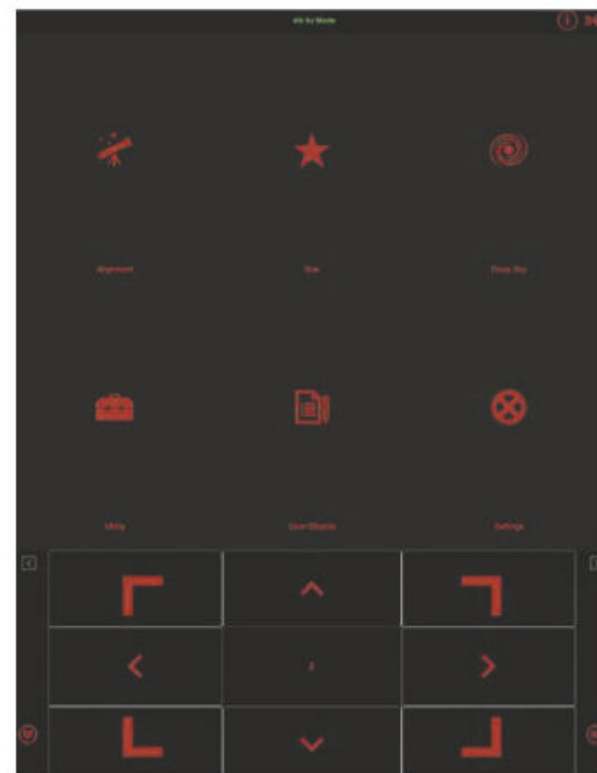 Alignment
Star
Deep Sky
Utility
User Objects
Settings